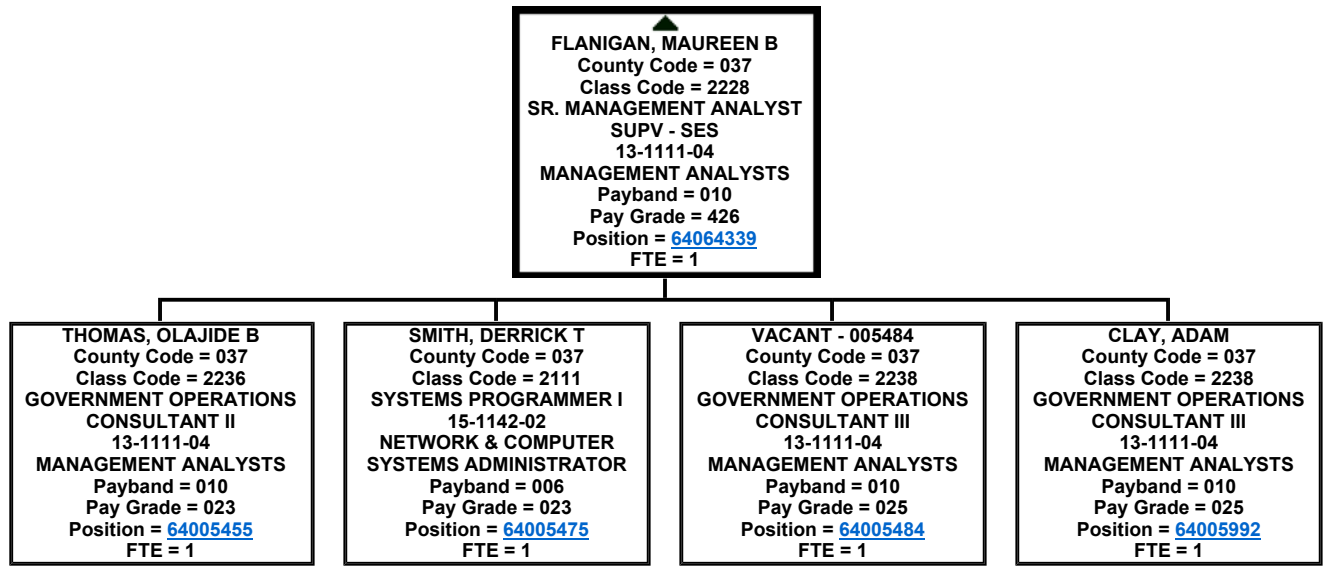 FLANIGAN, MAUREEN B
County Code = 037
Class Code = 2228
SR. MANAGEMENT ANALYST
SUPV - SES
13-1111-04
MANAGEMENT ANALYSTS
Payband = 010
Pay Grade = 426
Position = 64064339
FTE = 1
THOMAS, OLAJIDE B
County Code = 037
Class Code = 2236
GOVERNMENT OPERATIONS
CONSULTANT II
13-1111-04
MANAGEMENT ANALYSTS
Payband = 010
Pay Grade = 023
Position = 64005455
FTE = 1
SMITH, DERRICK T
County Code = 037
Class Code = 2111
SYSTEMS PROGRAMMER I
15-1142-02
NETWORK & COMPUTER
SYSTEMS ADMINISTRATOR
Payband = 006
Pay Grade = 023
Position = 64005475
FTE = 1
VACANT - 005484
County Code = 037
Class Code = 2238
GOVERNMENT OPERATIONS
CONSULTANT III
13-1111-04
MANAGEMENT ANALYSTS
Payband = 010
Pay Grade = 025
Position = 64005484
FTE = 1
CLAY, ADAM
County Code = 037
Class Code = 2238
GOVERNMENT OPERATIONS
CONSULTANT III
13-1111-04
MANAGEMENT ANALYSTS
Payband = 010
Pay Grade = 025
Position = 64005992
FTE = 1